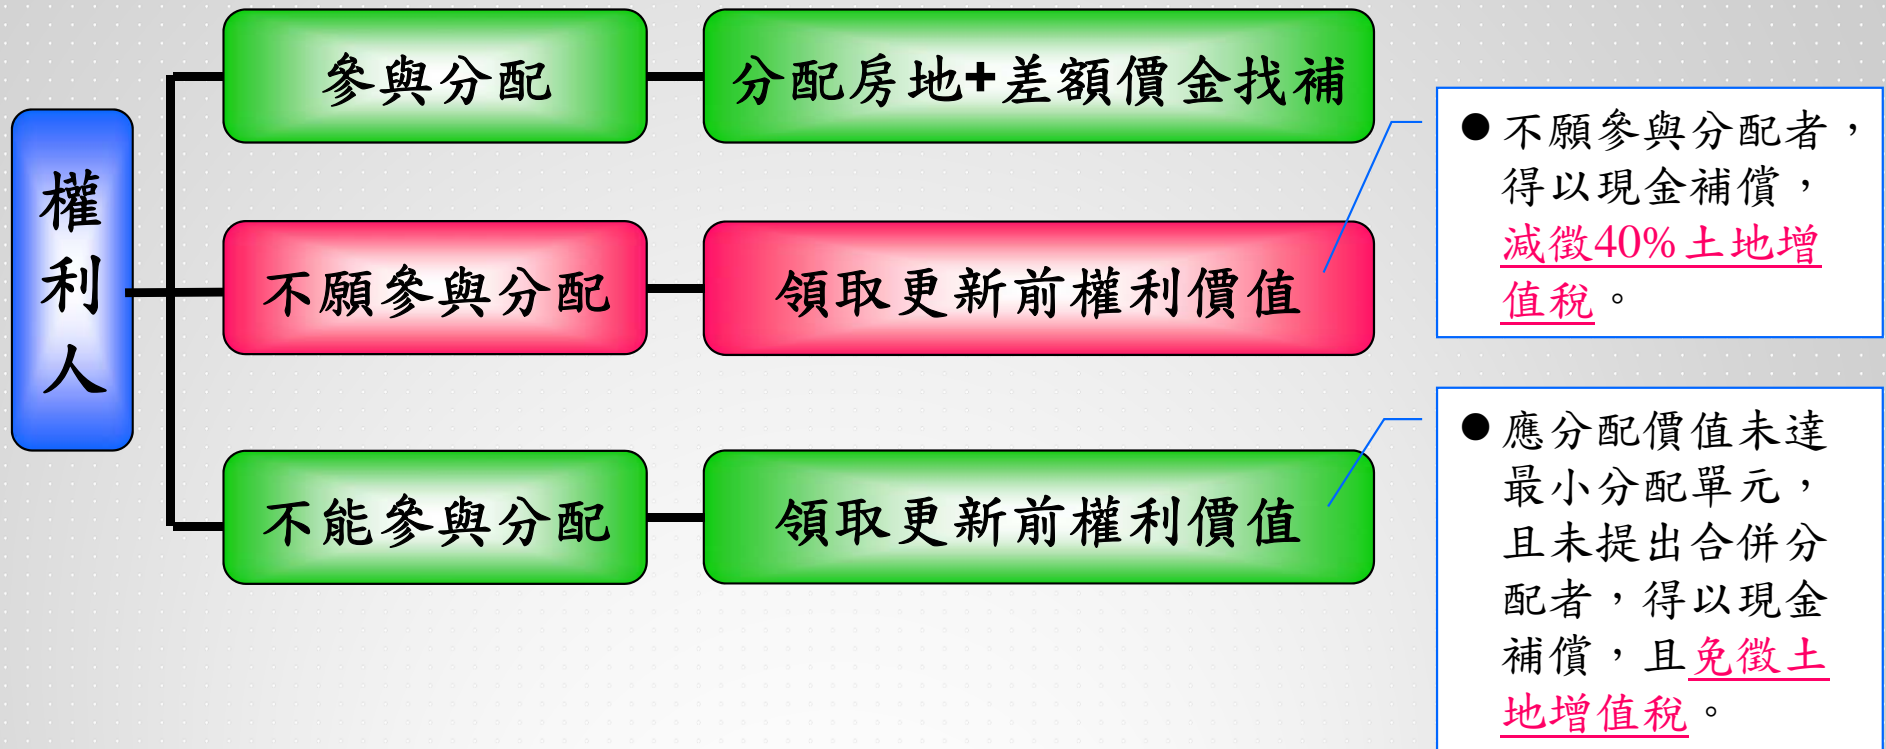 權
利
人
參與分配
分配房地+差額價金找補
不願參與分配
領取更新前權利價值
不能參與分配
領取更新前權利價值
●不願參與分配者，
得以現金補償，
減徵40%土地增
值稅。
●應分配價值未達
最小分配單元，
且未提出合併分
配者，得以現金
補償，且免徵土
地增值稅。